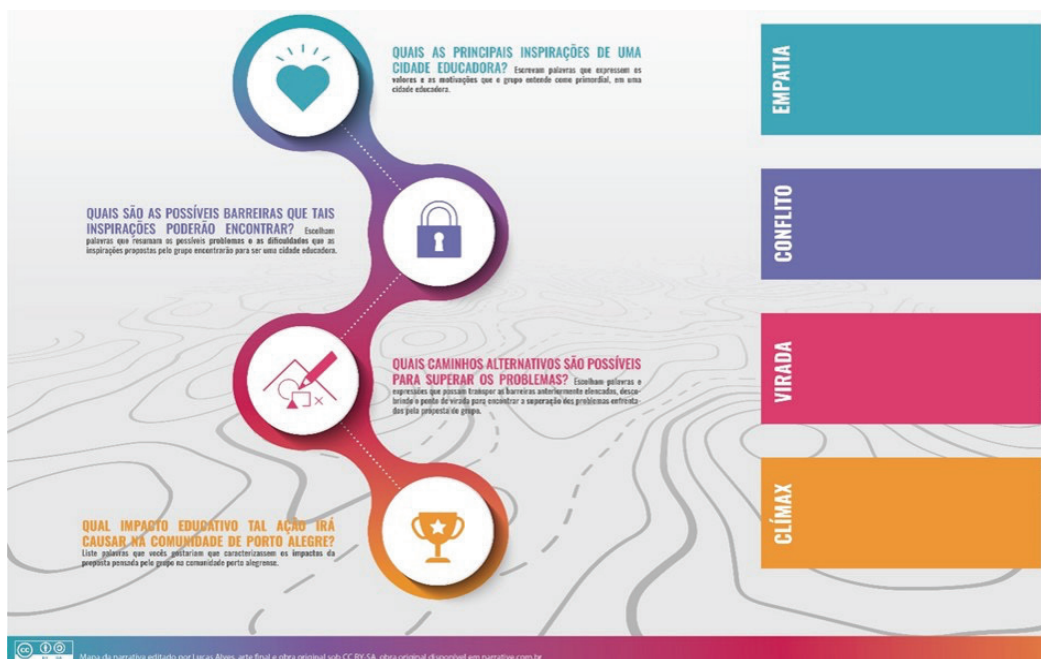 QUAIS AS PRINCIPAIS INSPIRAÇÕES DE UMA
CIDADE EDUCADORA? Escrevam palavras que expressem os
valores e as motivações que o grupo entende como primordial, em uma
cidade educadora.
EMPATIA
QUAIS SÃO AS POSSÍVEIS BARREIRAS QUE TAIS
INSPIRAÇÕES PODERÃO ENCONTRAR? Escolham
palavras que resumam os possíveis problemas e as dificuldades que as
inspirações propostas pelo grupo encontrarão para ser uma cidade educadora.
CONFLITO
QUAIS CAMINHOS ALTERNATIVOS SÃO POSSÍVEIS
PARA SUPERAR OS PROBLEMAS? Escolham palavras e
expressões que possam transpor as barreiras anteriormente elencadas, desco-
brindo o ponto de virada para encontrar a superação dos problemas enfrenta-
dos pela proposta do grupo.
VIRADA
QUAL IMPACTO EDUCATIVO TAL AÇÃO IRÁ
CAUSAR NA COMUNIDADE DE PORTO ALEGRE?
Liste palavras que vocês gostariam que caracterizassem os impactos da
proposta pensada pelo grupo na comunidade porto alegrense.
CLÍMAX
CC
Mapa da narrativa editado por Lucas Alves, arte final e obra original sob CC BY-SA, obra original disponível em narrative.com.br